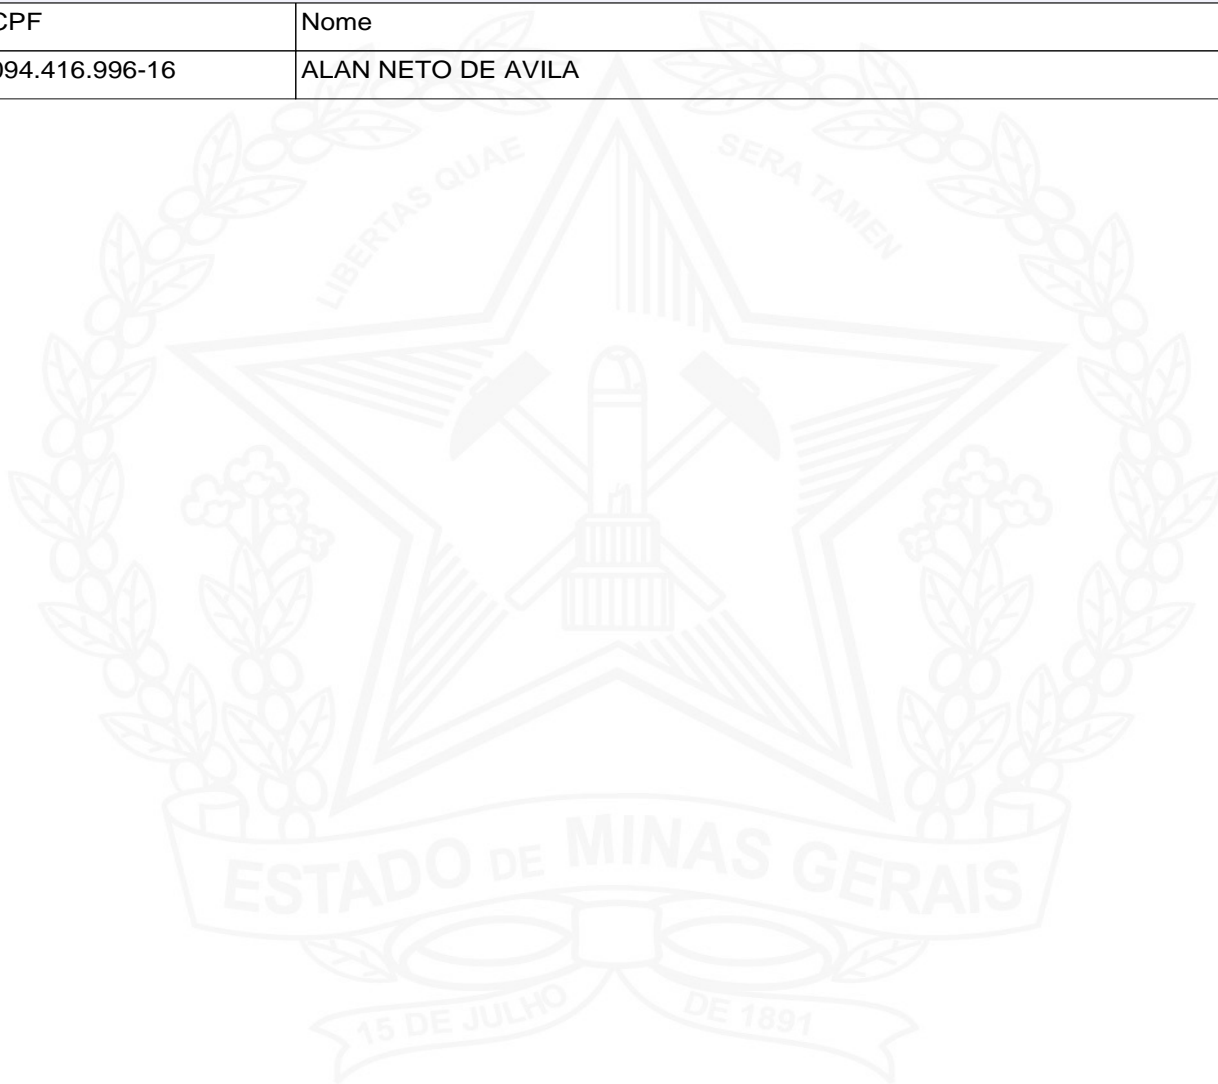 CPF Nome
094.416.996-16 ALAN NETO DE AVILA
LIBERTAS QUAE SERA TAMEN
ESTADO DE MINAS GERAIS
15 DE JULHO DE 1891